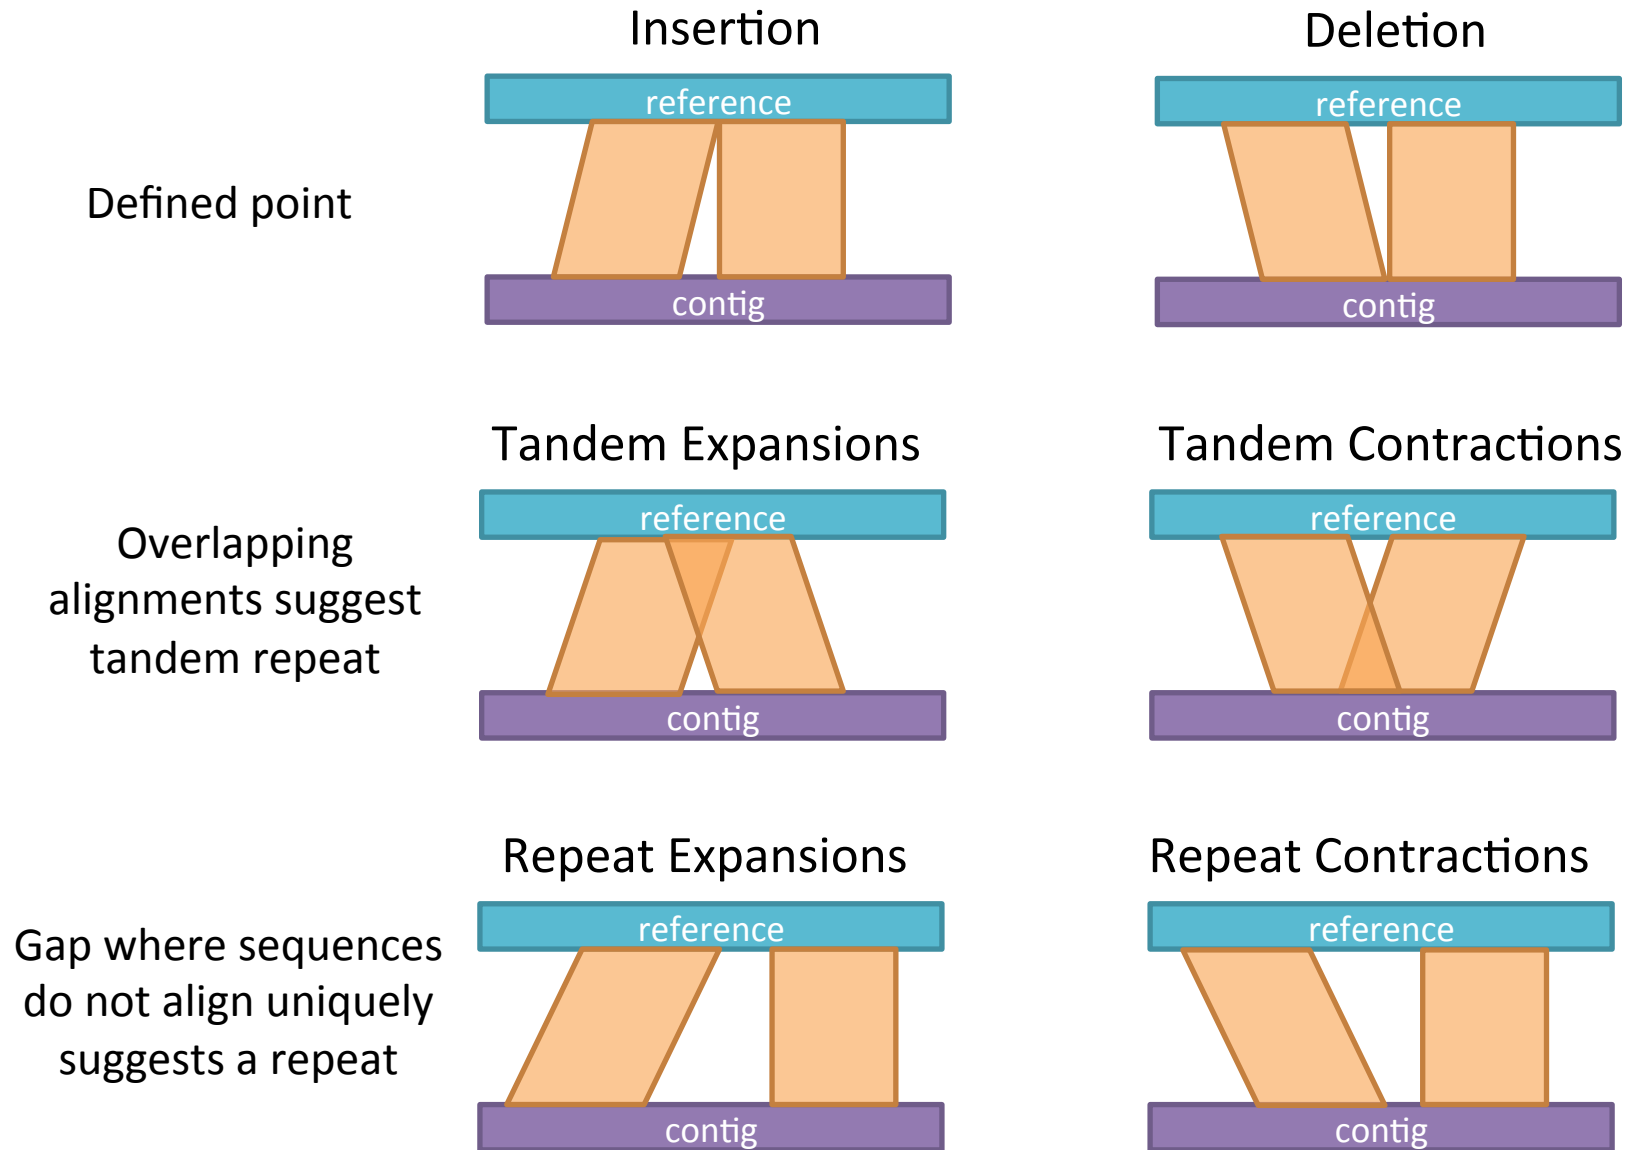 Insertion
Deletion
reference
reference
Defined point
contig
contig
Tandem Expansions
Tandem Contractions
reference
reference
Overlapping
alignments suggest
tandem repeat
contig
contig
Repeat Expansions
Repeat Contractions
reference
reference
Gap where sequences
do not align uniquely
suggests a repeat
contig
contig